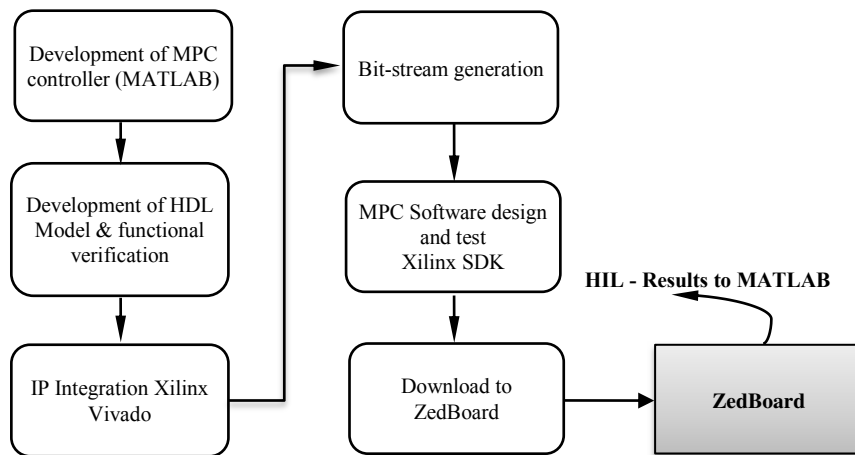 Development of MPC
controller (MATLAB)
Development of HDL
Model & functional
verification
IP Integration Xilinx
Vivado
Bit-stream generation
MPC Software design
and test
Xilinx SDK
Download to
ZedBoard
HIL - Results to MATLAB
ZedBoard